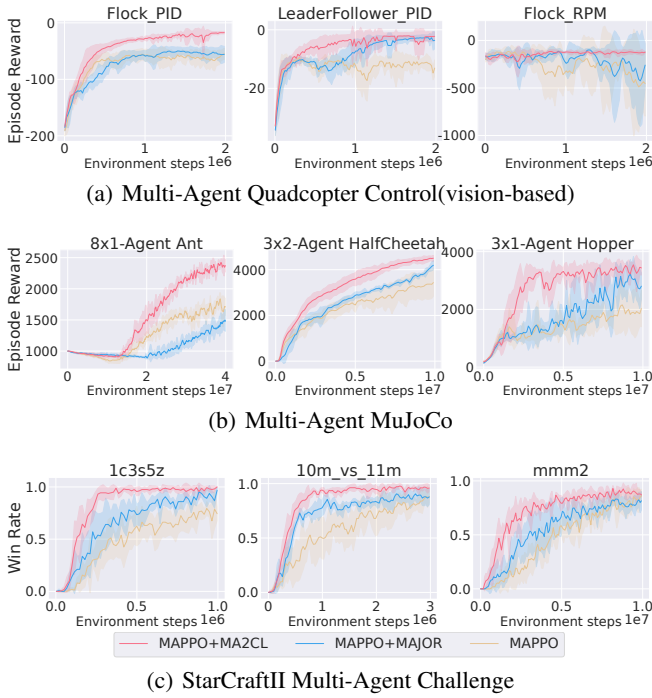 Flock_PID LeaderFollower_PID Flock_RPM
Episode Reward
0 -100 -200
0 -20
0 -500 -1000
0 1 2 0 1 2 0 1 2
Environment steps 1e6 Environment steps 1e6 Environment steps 1e6
(a) Multi-Agent Quadcopter Control(vision-based)
8x1-Agent Ant 3x2-Agent HalfCheetah 3x1-Agent Hopper
Episode Reward
2500 2000 1500 1000
4000 2000 0
4000 2000 0
0 2 4 0.0 0.5 1.0 0.0 0.5 1.0
Environment steps 1e7 Environment steps 1e7 Environment steps 1e7
(b) Multi-Agent MuJoCo
1c3s5z 10m_vs_11m mmm2
Win Rate
1.0 0.5 0.0
1.0 0.5 0.0
1.0 0.5 0.0
0.0 0.5 1.0 0 1 2 3 0.0 0.5 1.0
Environment steps 1e6 Environment steps 1e6 Environment steps 1e7
MAPPO+MA2CL MAPPO+MAJOR MAPPO
(c) StarCraftII Multi-Agent Challenge